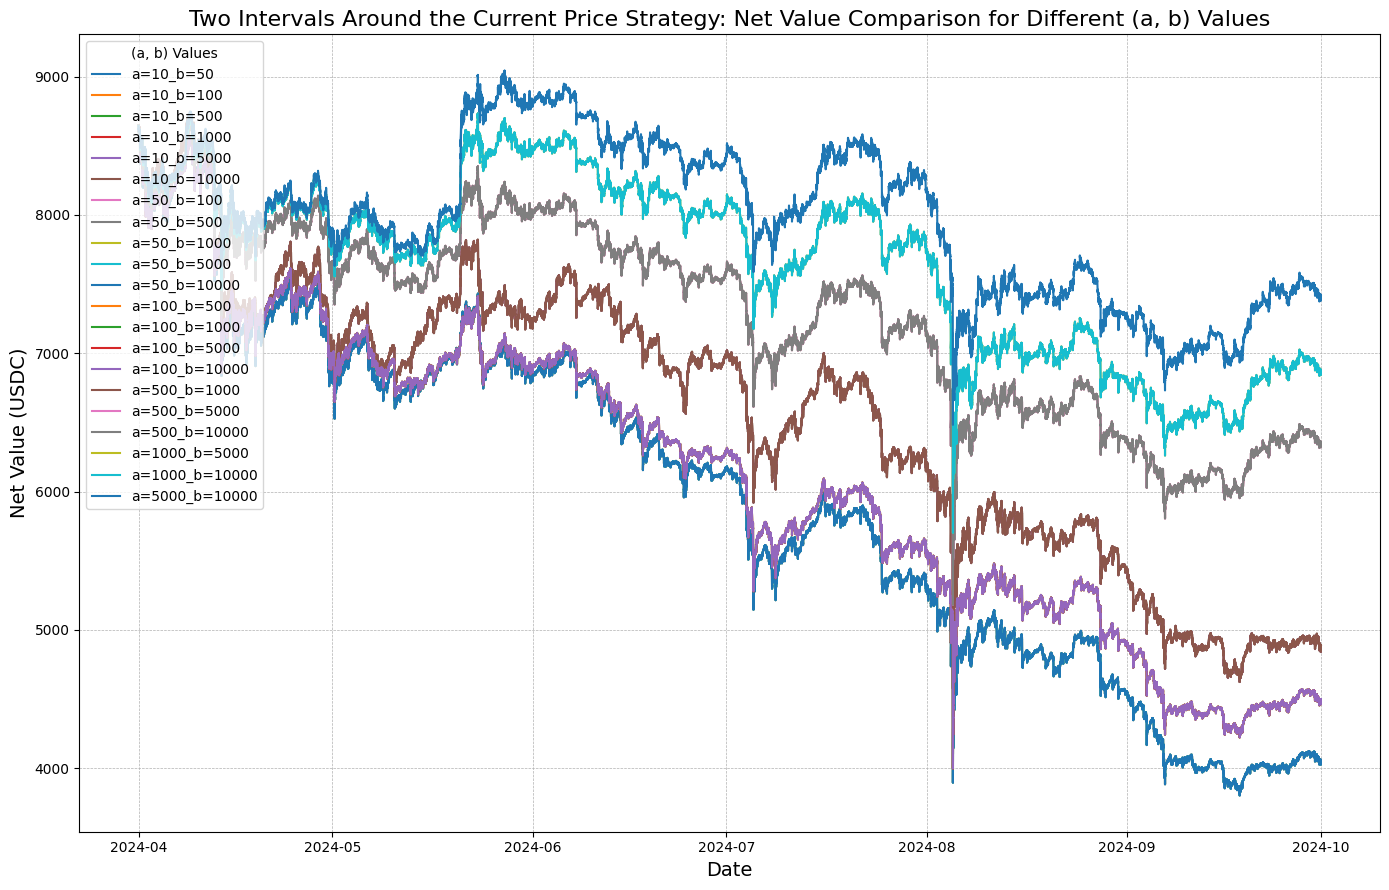 Two Intervals Around the Current Price Strategy: Net Value Comparison for Different (a, b) Values
(a, b) Values
a=10_b=50
a=10_b=100
a=10_b=500
a=10_b=1000
a=10_b=5000
a=10_b=10000
a=50_b=100
a=50_b=500
a=50_b=1000
a=50_b=5000
a=50_b=10000
a=100_b=500
a=100_b=1000
a=100_b=5000
a=100_b=10000
a=500_b=1000
a=500_b=5000
a=500_b=10000
a=1000_b=5000
a=1000_b=10000
a=5000_b=10000
Net Value (USDC)
9000
8000
7000
6000
5000
4000
2024-04
2024-05
2024-06
2024-07
2024-08
2024-09
2024-10
Date